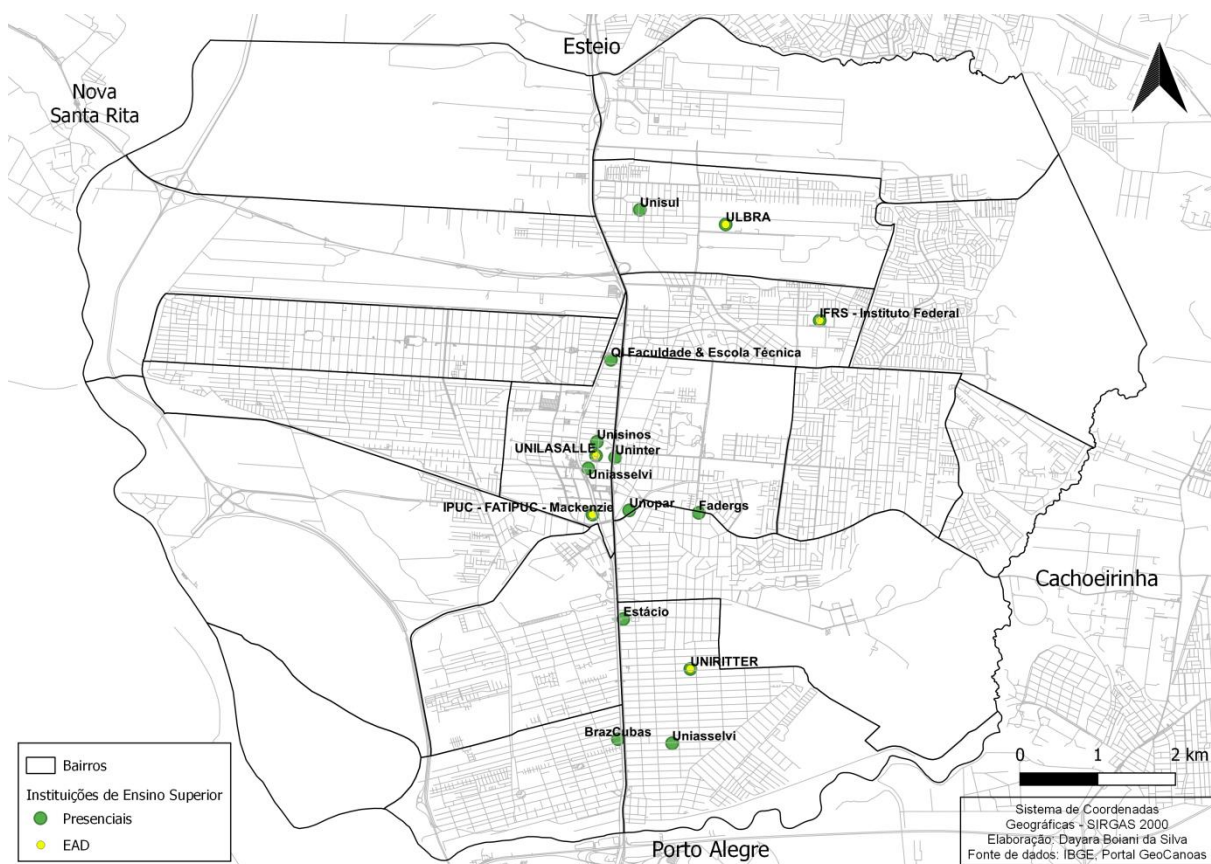 Esteio
Nova
Santa Rita
Unisul
ULBRA
IFRS - Instituto Federal
QI Faculdade & Escola Técnica
Unisinos
UNILASALLE
Uninter
Uniasselvi
IPUC - FATIPUC - Mackenzie
Unopar
Fadergs
Cachoeirinha
Estácio
UNIRITTER
BrazCubas
Uniasselvi
Bairros
Instituições de Ensino Superior
Presenciais
EAD
0 1 2 km
Sistema de Coordenadas
Geográficas - SIRGAS 2000
Elaboração: Dayara Boiani da Silva
Fonte de dados: IBGE / Portal GeoCanoas
Porto Alegre